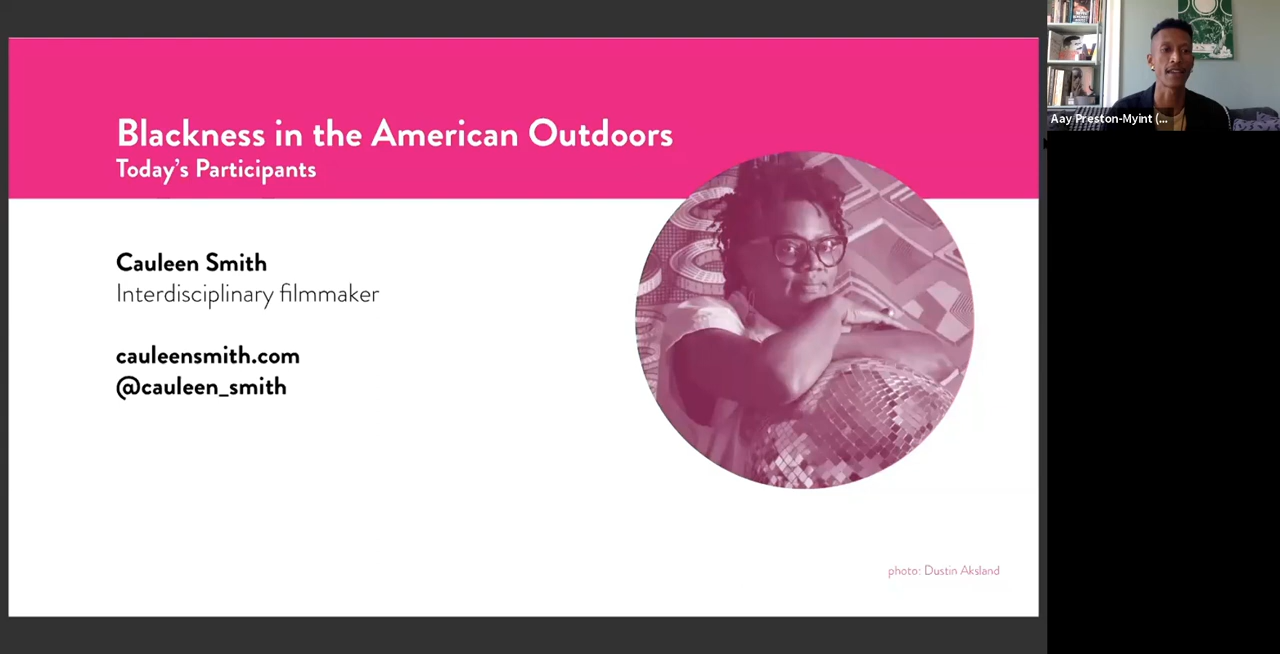 Blackness in the American Outdoors
Today's Participants
Cauleen Smith
Interdisciplinary filmmaker
cauleensmith.com
@cauleen_smith
photo: Dustin Aksland
Aay Preston-Myint (...